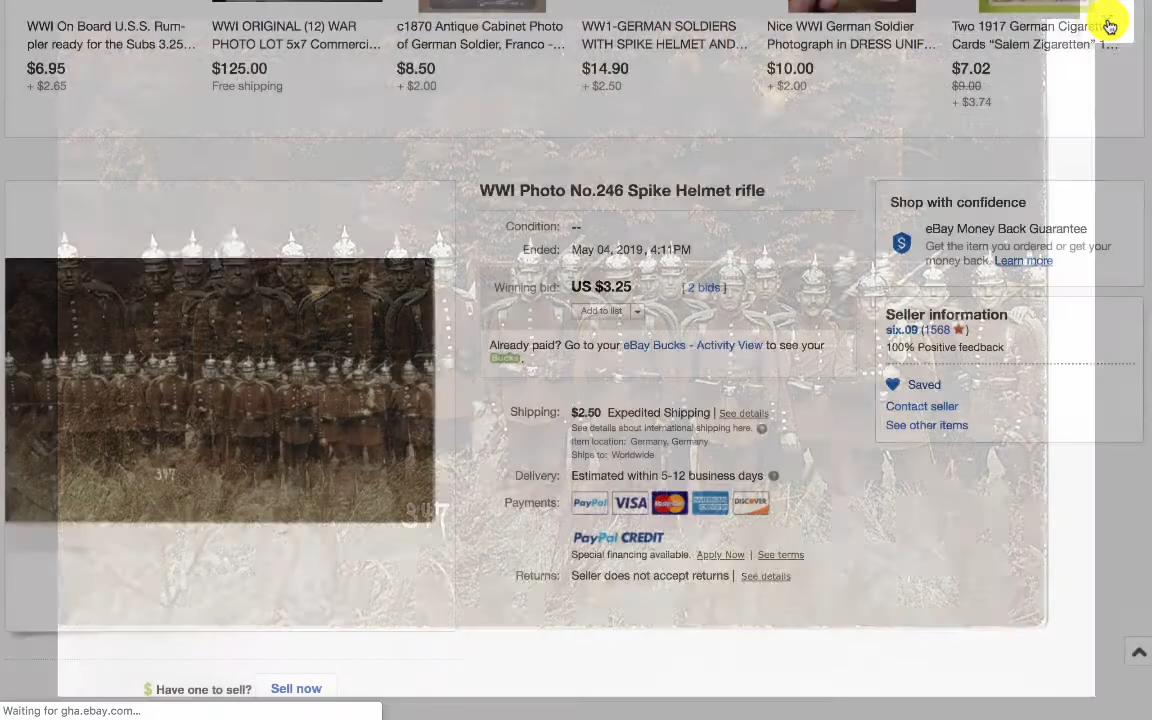 WWI On Board U.S.S. Rum-
pler ready for the Subs 3.25...
$6.95
+ $2.65
WWI ORIGINAL (12) WAR
PHOTO LOT 5x7 Commerci...
$125.00
Free shipping
c1870 Antique Cabinet Photo
of German Soldier, Franco -...
$8.50
+ $2.00
WW1-GERMAN SOLDIERS
WITH SPIKE HELMET AND...
$14.90
+ $2.50
Nice WWI German Soldier
Photograph in DRESS UNIF...
$10.00
+ $2.00
Two 1917 German Cigarette
Cards "Salem Zigaretten" 1...
$7.02
$9.00
+ $3.74
WWI Photo No.246 Spike Helmet rifle
Condition: --
Ended: May 04, 2019, 4:11PM
Winning bid: US $3.25 [ 2 bids ]
Add to list
Already paid? Go to your eBay Bucks - Activity View to see your
Bucks.
Shipping: $2.50 Expedited Shipping | See details
See details about international shipping here.
Item location: Germany, Germany
Ships to: Worldwide
Delivery: Estimated within 5-12 business days
Payments: PayPal VISA MasterCard DISCOVER
PayPal CREDIT
Special financing available. Apply Now | See terms
Returns: Seller does not accept returns | See details
Shop with confidence
eBay Money Back Guarantee
Get the item you ordered or get your
money back. Learn more
Seller information
six.09 (1568 ★)
100% Positive feedback
Saved
Contact seller
See other items
347
347
$ Have one to sell? Sell now
Waiting for gha.ebay.com...